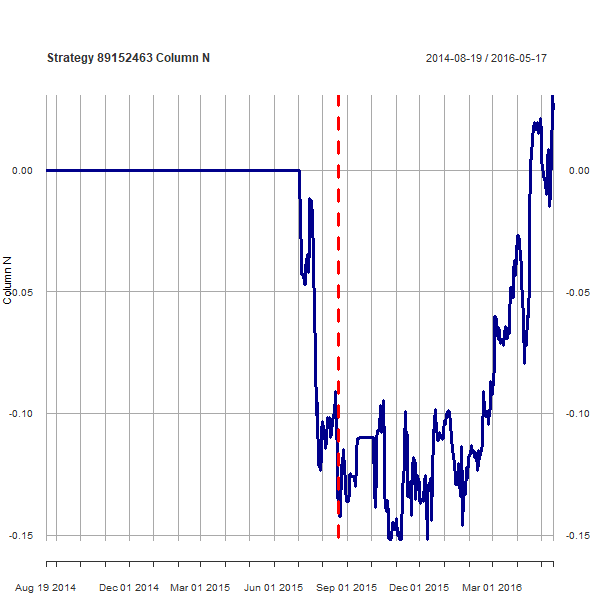 Strategy 89152463 Column N
2014-08-19 / 2016-05-17
0.00
0.00
Column N
-0.05
-0.05
-0.10
-0.10
-0.15
-0.15
Aug 19 2014
Dec 01 2014
Mar 01 2015
Jun 01 2015
Sep 01 2015
Dec 01 2015
Mar 01 2016